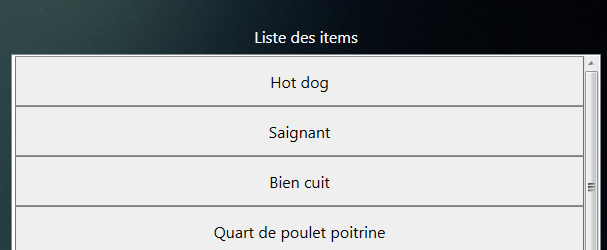 Liste des items
Hot dog
Saignant
Bien cuit
Quart de poulet poitrine